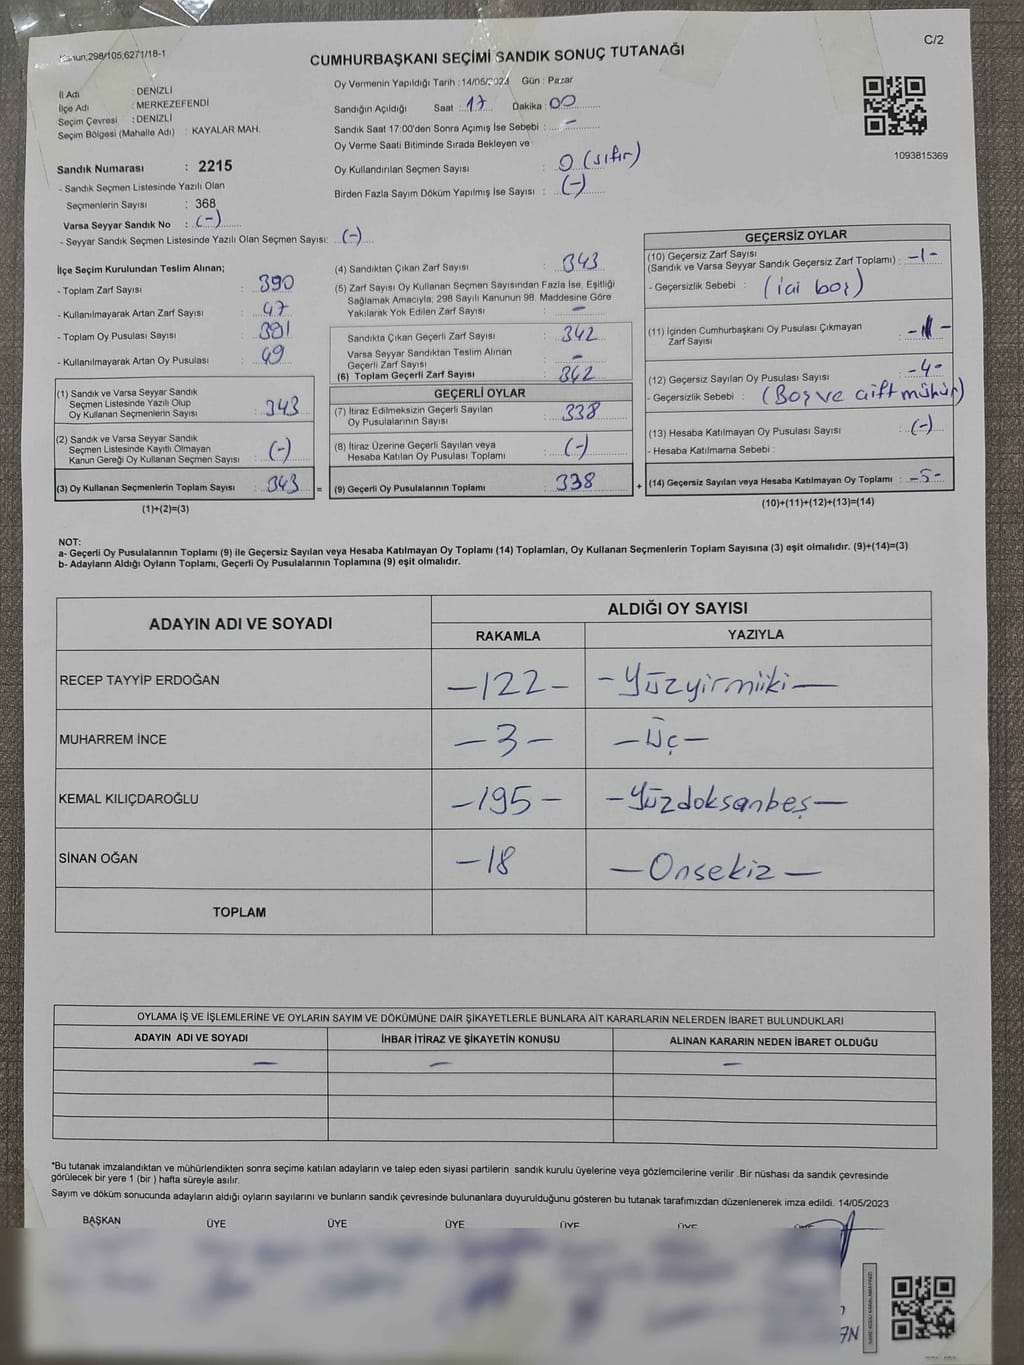 Kanun:298/105;6271/18-1
C/2
CUMHURBAŞKANI SEÇİMİ SANDIK SONUÇ TUTANAĞI
İl Adı : DENİZLİ
İlçe Adı : MERKEZEFENDİ
Seçim Çevresi : DENİZLİ
Seçim Bölgesi (Mahalle Adı) : KAYALAR MAH.
Sandık Numarası : 2215
- Sandık Seçmen Listesinde Yazılı Olan
Seçmenlerin Sayısı : 368
Varsa Seyyar Sandık No : (-)
- Seyyar Sandık Seçmen Listesinde Yazılı Olan Seçmen Sayısı: (-)
Oy Vermenin Yapıldığı Tarih : 14/05/2023 Gün : Pazar
Sandığın Açıldığı Saat : 17 Dakika : 00
Sandık Saat 17:00'den Sonra Açımış İse Sebebi : -
Oy Verme Saati Bitiminde Sırada Bekleyen ve
Oy Kullandırılan Seçmen Sayısı : 0 (sıfır)
Birden Fazla Sayım Döküm Yapılmış İse Sayısı : (-)
1093815369
İlçe Seçim Kurulundan Teslim Alınan;
- Toplam Zarf Sayısı : 390
- Kullanılmayarak Artan Zarf Sayısı : 47
- Toplam Oy Pusulası Sayısı : 391
- Kullanılmayarak Artan Oy Pusulası : 49
(1) Sandık ve Varsa Seyyar Sandık
Seçmen Listesinde Yazılı Olup
Oy Kullanan Seçmenlerin Sayısı : 343
(2) Sandık ve Varsa Seyyar Sandık
Seçmen Listesinde Kayıtlı Olmayan
Kanun Gereği Oy Kullanan Seçmen Sayısı : (-)
(3) Oy Kullanan Seçmenlerin Toplam Sayısı : 343 =
(1)+(2)=(3)
(4) Sandıktan Çıkan Zarf Sayısı : 343
(5) Zarf Sayısı Oy Kullanan Seçmen Sayısından Fazla İse, Eşitliği
Sağlamak Amacıyla; 298 Sayılı Kanunun 98. Maddesine Göre
Yakılarak Yok Edilen Zarf Sayısı : -
Sandıkta Çıkan Geçerli Zarf Sayısı : 342
Varsa Seyyar Sandıktan Teslim Alınan
Geçerli Zarf Sayısı : -
(6) Toplam Geçerli Zarf Sayısı : 342
GEÇERLİ OYLAR
(7) İtiraz Edilmeksizin Geçerli Sayılan
Oy Pusulalarının Sayısı : 338
(8) İtiraz Üzerine Geçerli Sayılan veya
Hesaba Katılan Oy Pusulası Toplamı : (-)
(9) Geçerli Oy Pusulalarının Toplamı : 338 +
GEÇERSİZ OYLAR
(10) Geçersiz Zarf Sayısı
(Sandık ve Varsa Seyyar Sandık Geçersiz Zarf Toplamı) : -1-
- Geçersizlik Sebebi : (içi boş)
(11) İçinden Cumhurbaşkanı Oy Pusulası Çıkmayan
Zarf Sayısı :
(12) Geçersiz Sayılan Oy Pusulası Sayısı : -4-
- Geçersizlik Sebebi : (Boş ve çift mühür)
(13) Hesaba Katılmayan Oy Pusulası Sayısı : (-)
- Hesaba Katılmama Sebebi :
(14) Geçersiz Sayılan veya Hesaba Katılmayan Oy Toplamı : -5-
(10)+(11)+(12)+(13)=(14)
NOT:
a- Geçerli Oy Pusulalarının Toplamı (9) ile Geçersiz Sayılan veya Hesaba Katılmayan Oy Toplamı (14) Toplamları, Oy Kullanan Seçmenlerin Toplam Sayısına (3) eşit olmalıdır. (9)+(14)=(3)
b- Adayların Aldığı Oyların Toplamı, Geçerli Oy Pusulalarının Toplamına (9) eşit olmalıdır.
ADAYIN ADI VE SOYADI ALDIĞI OY SAYISI
RAKAMLA YAZIYLA
RECEP TAYYİP ERDOĞAN -122- -Yüzyirmiiki-
MUHARREM İNCE -3- -Üç-
KEMAL KILIÇDAROĞLU -195- -Yüzdoksanbeş-
SİNAN OĞAN -18 -Onsekiz-
TOPLAM
OYLAMA İŞ VE İŞLEMLERİNE VE OYLARIN SAYIM VE DÖKÜMÜNE DAİR ŞİKAYETLERLE BUNLARA AİT KARARLARIN NELERDEN İBARET BULUNDUKLARI
ADAYIN ADI VE SOYADI İHBAR İTİRAZ VE ŞİKAYETİN KONUSU ALINAN KARARIN NEDEN İBARET OLDUĞU
- - -
*Bu tutanak imzalandıktan ve mühürlendikten sonra seçime katılan adayların ve talep eden siyasi partilerin sandık kurulu üyelerine veya gözlemcilerine verilir .Bir nüshası da sandık çevresinde
görülecek bir yere 1 (bir ) hafta süreyle asılır.
Sayım ve döküm sonucunda adayların aldığı oyların sayılarını ve bunların sandık çevresinde bulunanlara duyurulduğunu gösteren bu tutanak tarafımızdan düzenlenerek imza edildi. 14/05/2023
BAŞKAN ÜYE ÜYE ÜYE ÜYE ÜYE